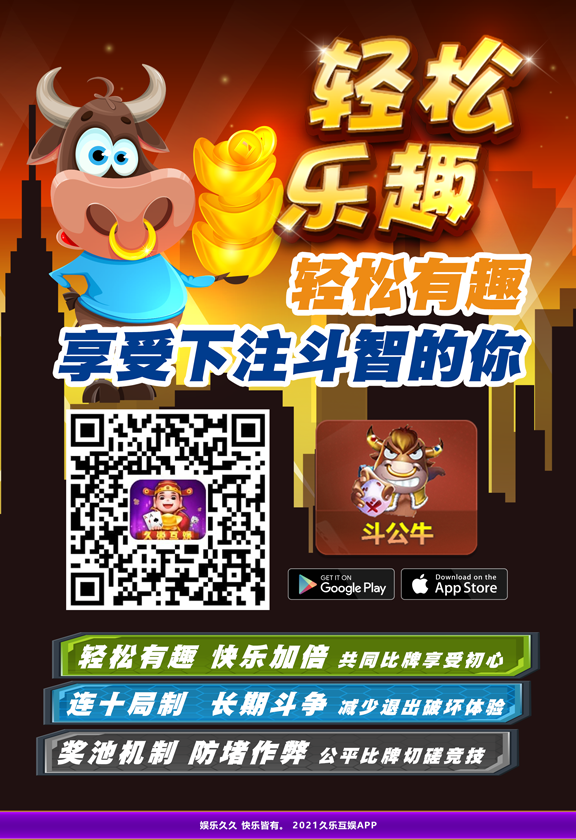 轻松
乐趣
轻松有趣
享受下注斗智的你
久乐互娱
斗公牛
GET IT ON
Google Play
Download on the
App Store
轻松有趣 快乐加倍 共同比牌享受初心
连十局制 长期斗争 减少退出破坏体验
奖池机制 防堵作弊 公平比牌切磋竞技
娱乐久久 快乐皆有。 2021久乐互娱APP